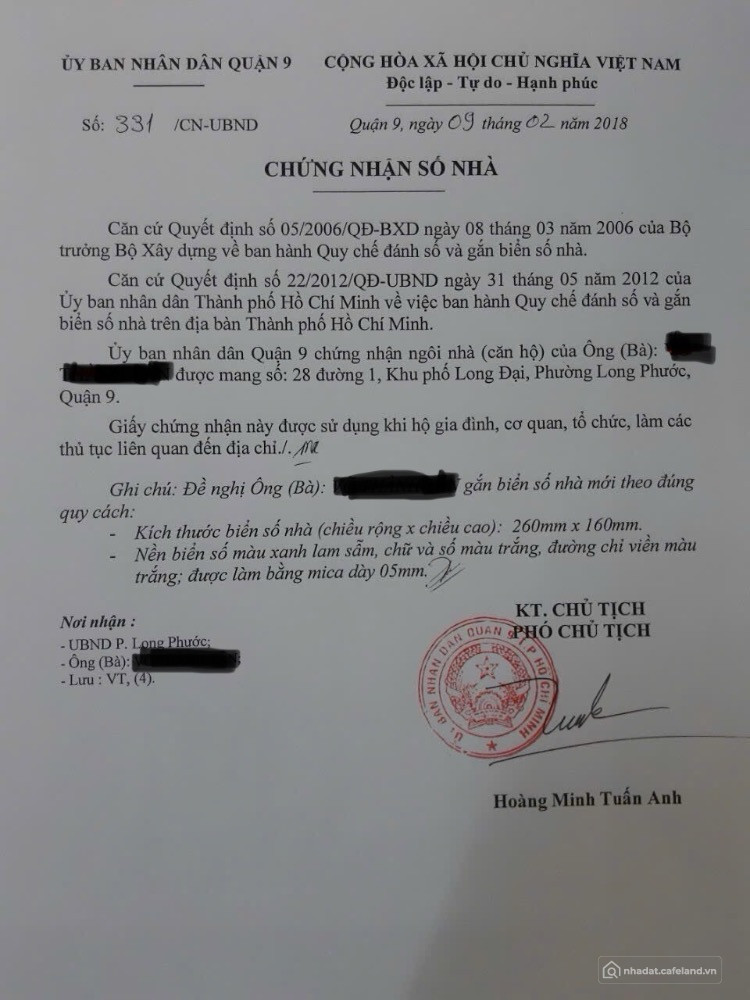 ỦY BAN NHÂN DÂN QUẬN 9
CỘNG HÒA XÃ HỘI CHỦ NGHĨA VIỆT NAM
Độc lập - Tự do - Hạnh phúc
Số: 331 /CN-UBND
Quận 9, ngày 09 tháng 02 năm 2018
CHỨNG NHẬN SỐ NHÀ
Căn cứ Quyết định số 05/2006/QĐ-BXD ngày 08 tháng 03 năm 2006 của Bộ
trưởng Bộ Xây dựng về ban hành Quy chế đánh số và gắn biển số nhà.
Căn cứ Quyết định số 22/2012/QĐ-UBND ngày 31 tháng 05 năm 2012 của
Ủy ban nhân dân Thành phố Hồ Chí Minh về việc ban hành Quy chế đánh số và gắn
biển số nhà trên địa bàn Thành phố Hồ Chí Minh.
Ủy ban nhân dân Quận 9 chứng nhận ngôi nhà (căn hộ) của Ông (Bà):
được mang số: 28 đường 1, Khu phố Long Đại, Phường Long Phước,
Quận 9.
Giấy chứng nhận này được sử dụng khi hộ gia đình, cơ quan, tổ chức, làm các
thủ tục liên quan đến địa chỉ./.
Ghi chú: Đề nghị Ông (Bà): gắn biển số nhà mới theo đúng
quy cách:
- Kích thước biển số nhà (chiều rộng x chiều cao): 260mm x 160mm.
- Nền biển số màu xanh lam sẫm, chữ và số màu trắng, đường chỉ viền màu
trắng; được làm bằng mica dày 05mm.
Nơi nhận :
- UBND P. Long Phước;
- Ông (Bà):
- Lưu : VT, (4).
KT. CHỦ TỊCH
PHÓ CHỦ TỊCH
ỦY BAN NHÂN DÂN QUẬN 9 T.P HỒ CHÍ MINH
Hoàng Minh Tuấn Anh
nhadat.cafeland.vn